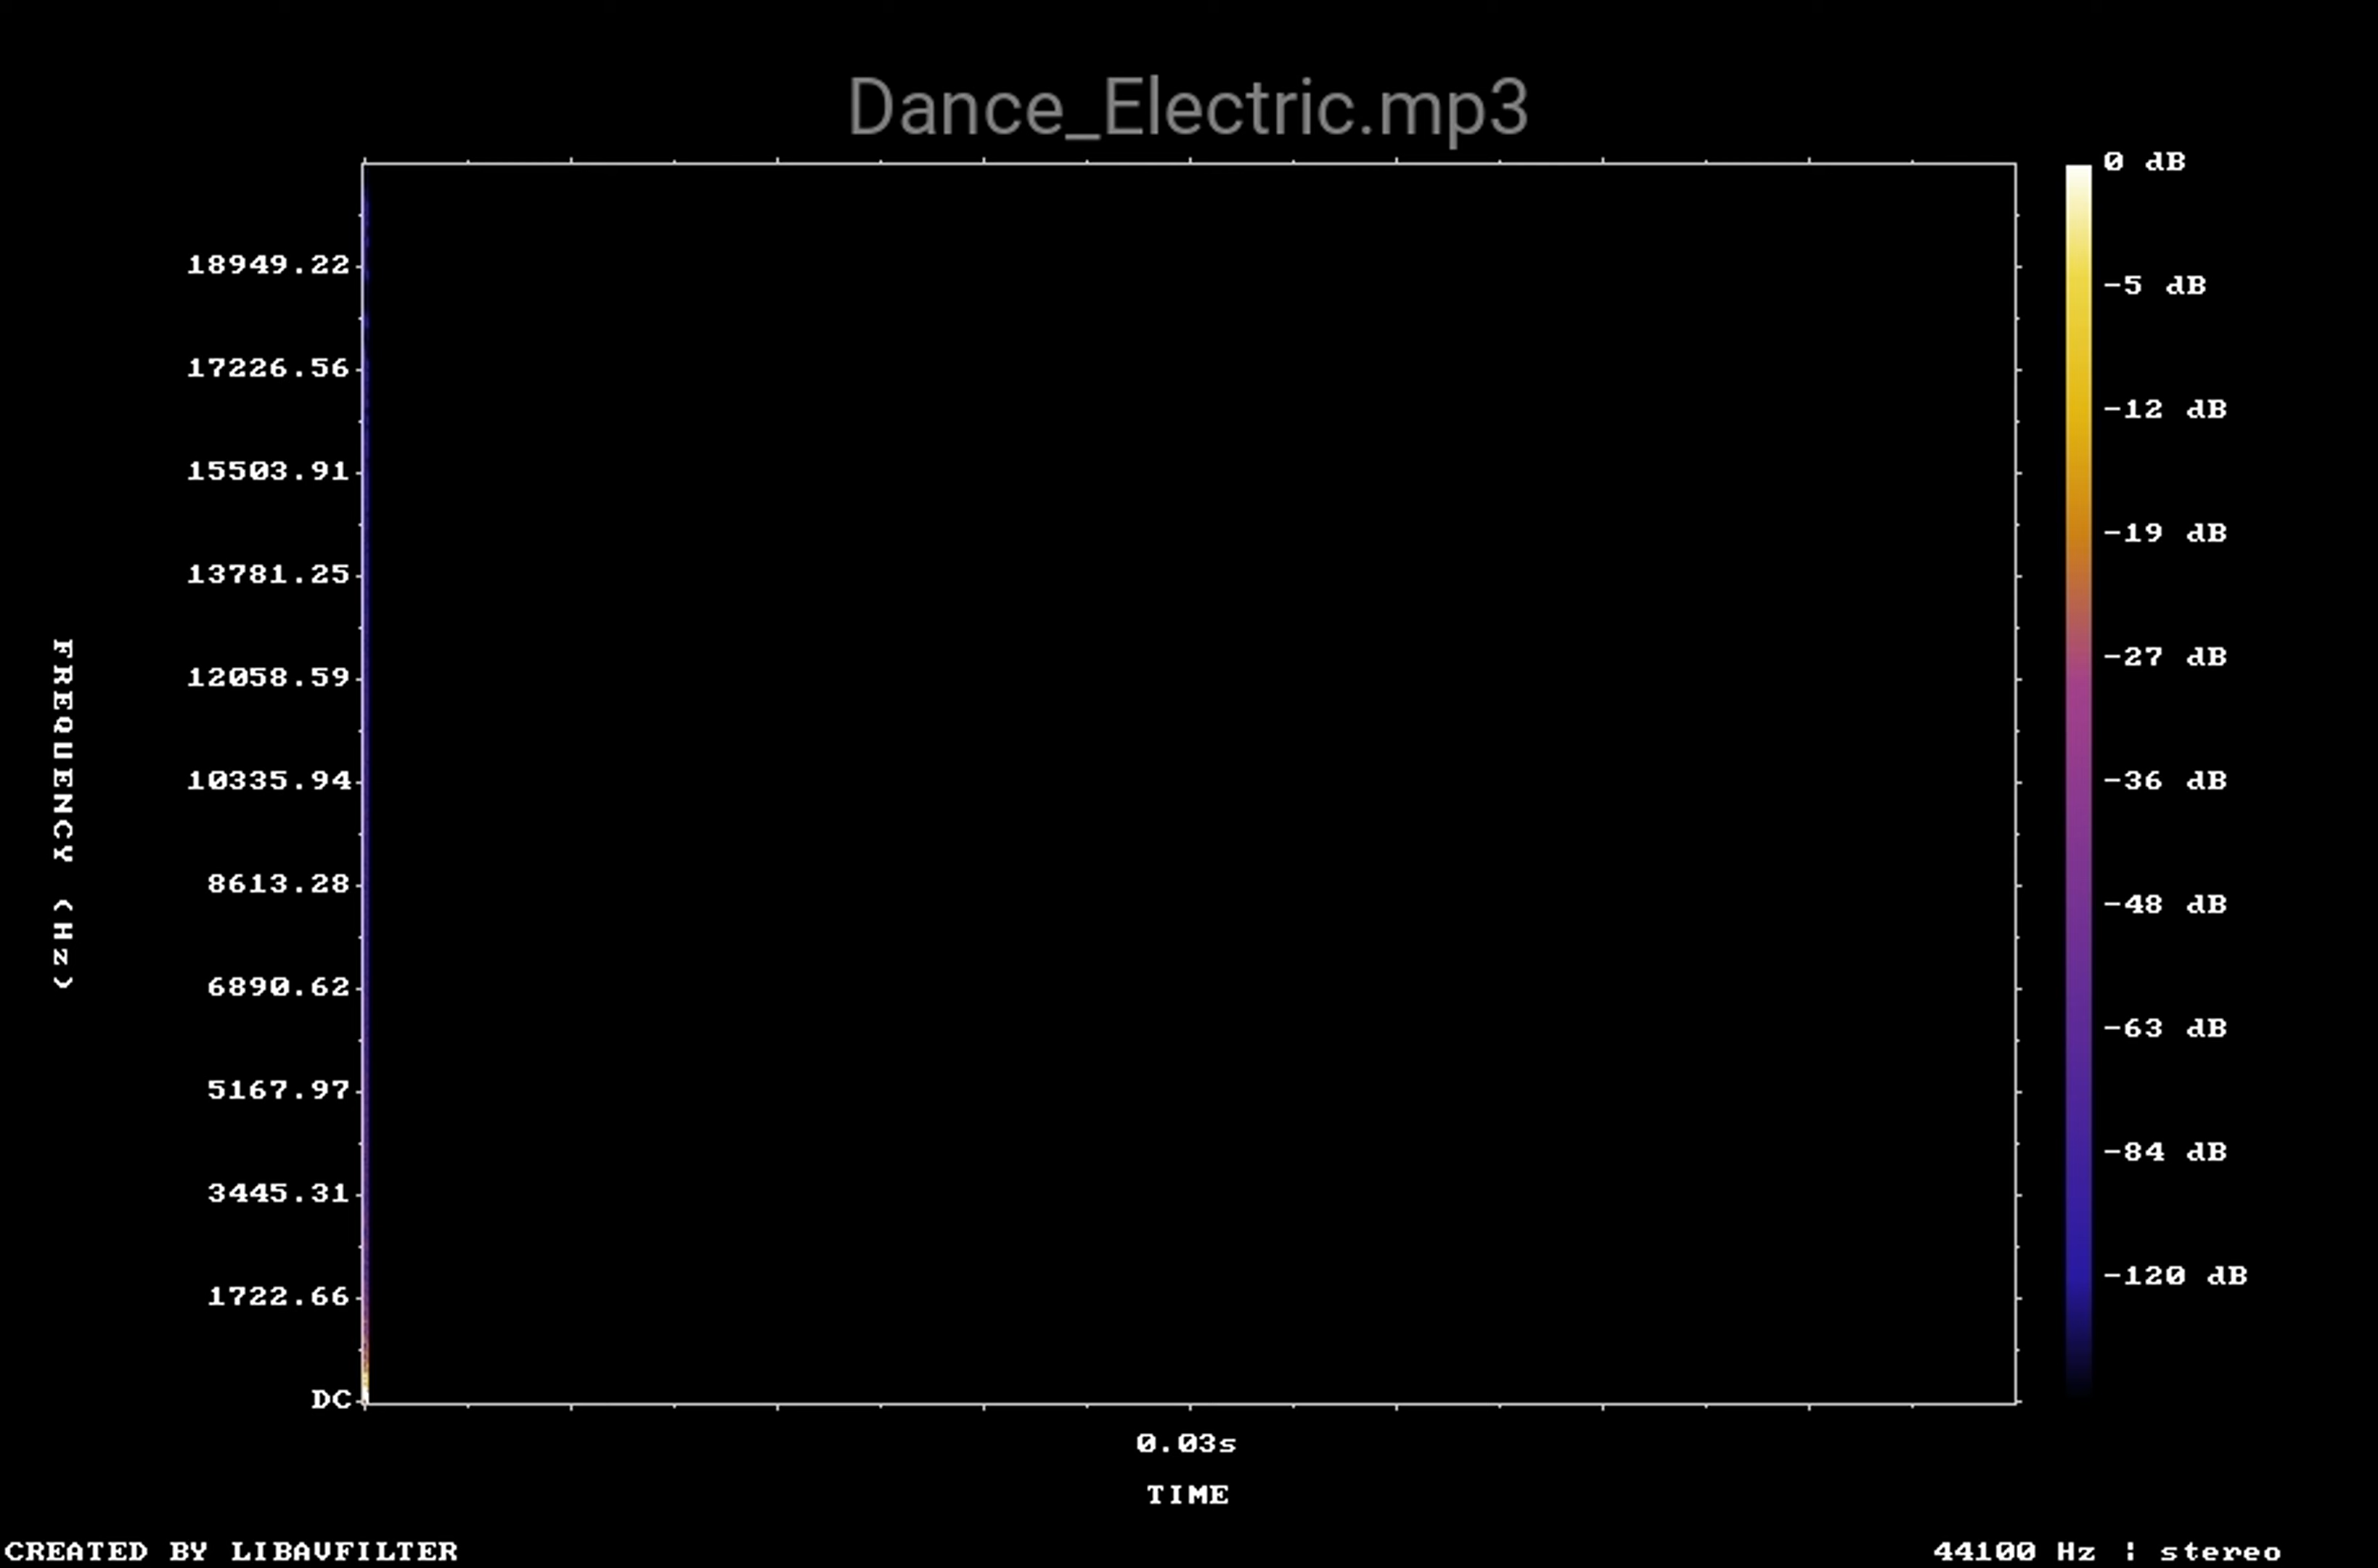 Dance_Electric.mp3
0 dB
18949.22
-5 dB
17226.56
-12 dB
15503.91
-19 dB
13781.25
-27 dB
12058.59
-36 dB
10335.94
-48 dB
8613.28
-63 dB
6890.62
-84 dB
5167.97
-120 dB
3445.31
1722.66
DC
FREQUENCY (Hz)
0.03s
TIME
CREATED BY LIBAVFILTER
44100 Hz | stereo